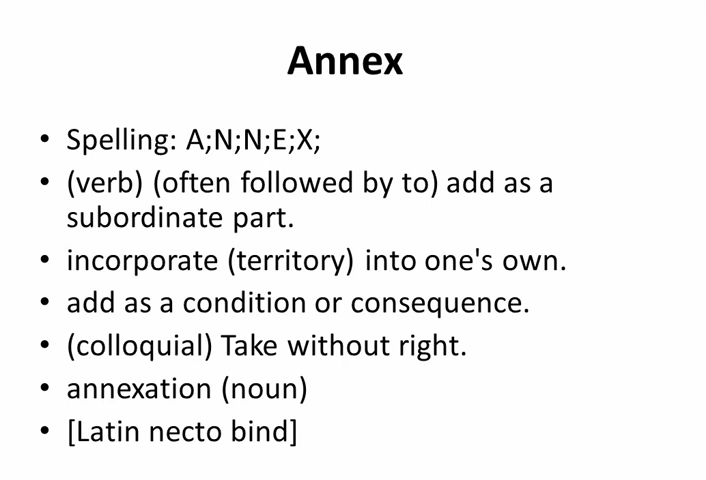 Annex
• Spelling: A;N;N;E;X;
• (verb) (often followed by to) add as a
subordinate part.
• incorporate (territory) into one's own.
• add as a condition or consequence.
• (colloquial) Take without right.
• annexation (noun)
• [Latin necto bind]